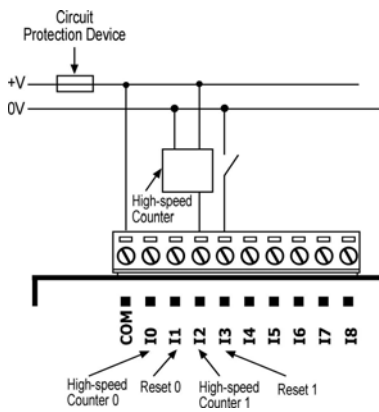 Circuit
Protection Device
+V
0V
High-speed
Counter
COM I0 I1 I2 I3 I4 I5 I6 I7 I8
High-speed
Counter 0
Reset 0
High-speed
Counter 1
Reset 1